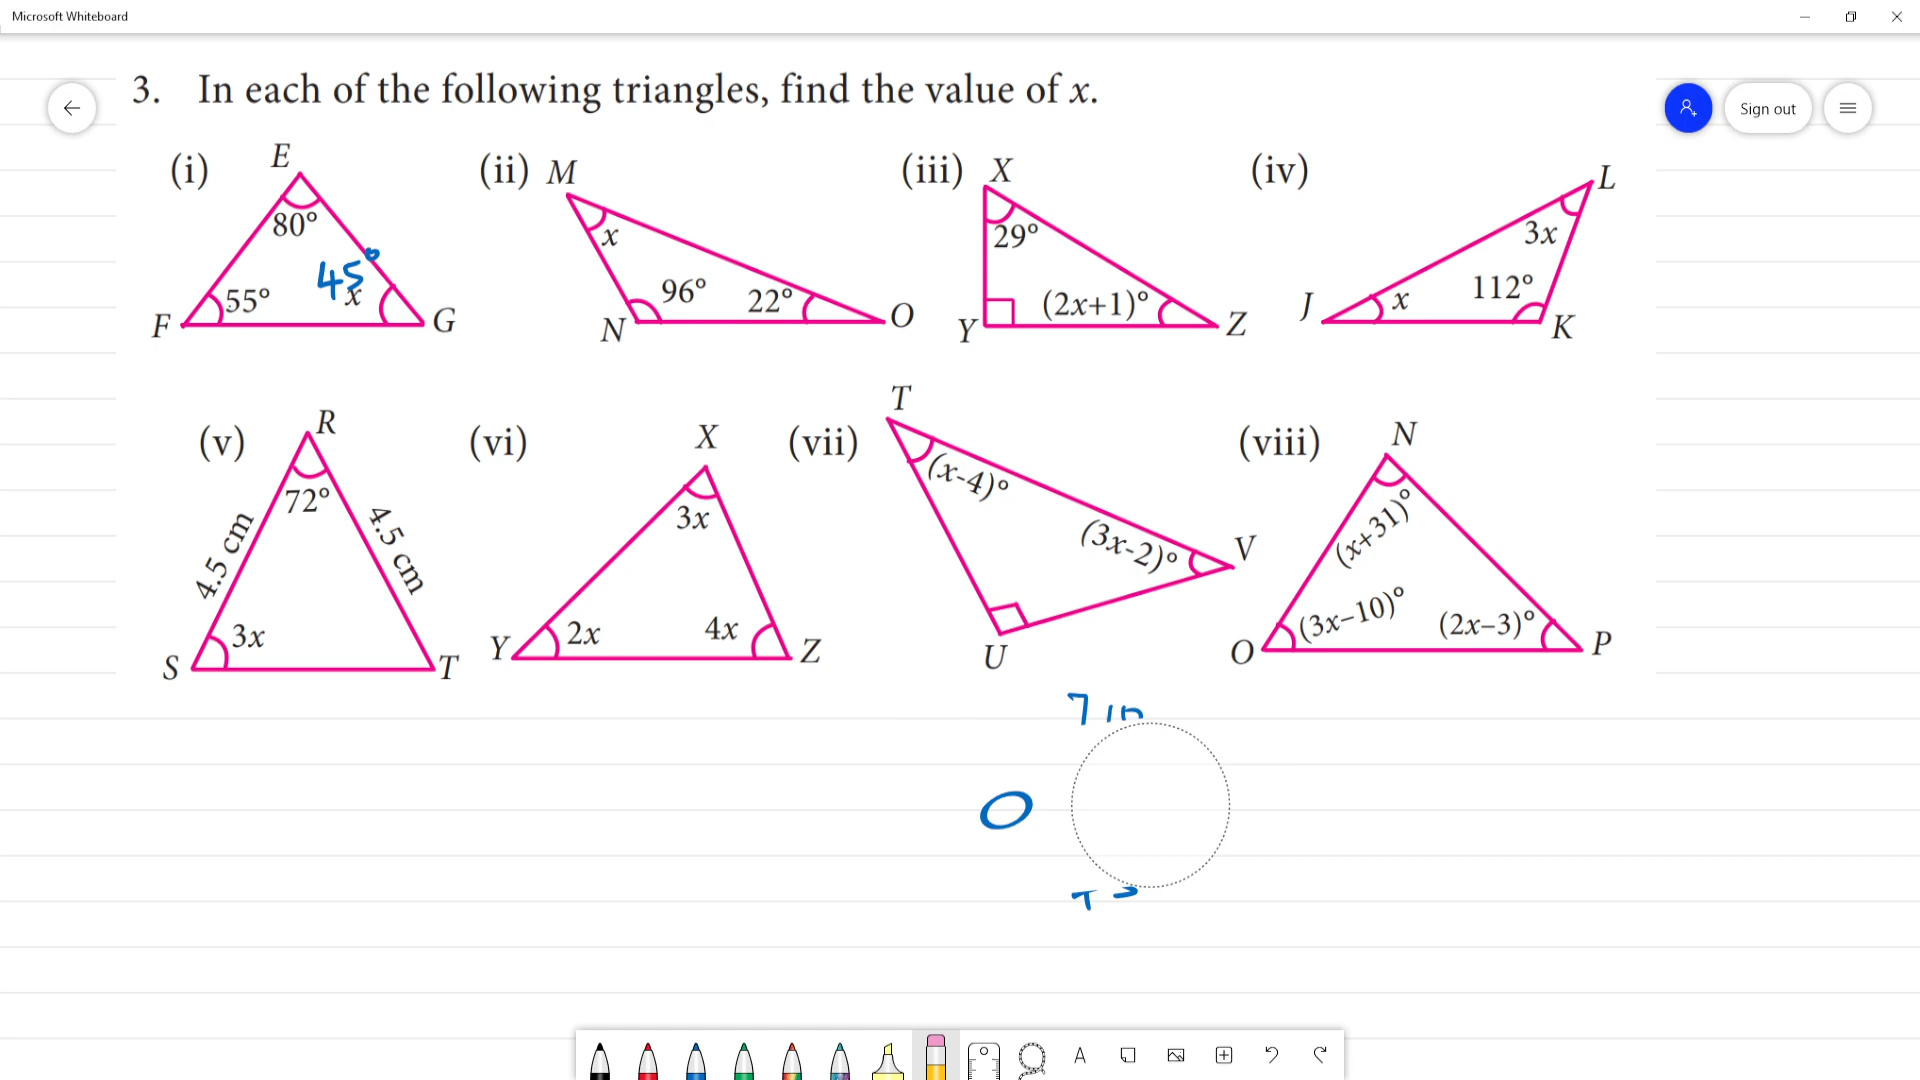 Microsoft Whiteboard
Sign out
3. In each of the following triangles, find the value of x.
(i) E 80° 55° 45° x F G
(ii) M x 96° 22° N O
(iii) X 29° (2x+1)° Y Z
(iv) L 3x 112° x J K
(v) R 72° 4.5 cm 4.5 cm 3x S T
(vi) X 3x 2x 4x Y Z
(vii) T (x-4)° (3x-2)° V U
(viii) N (x+31)° (3x–10)° (2x–3)° O P